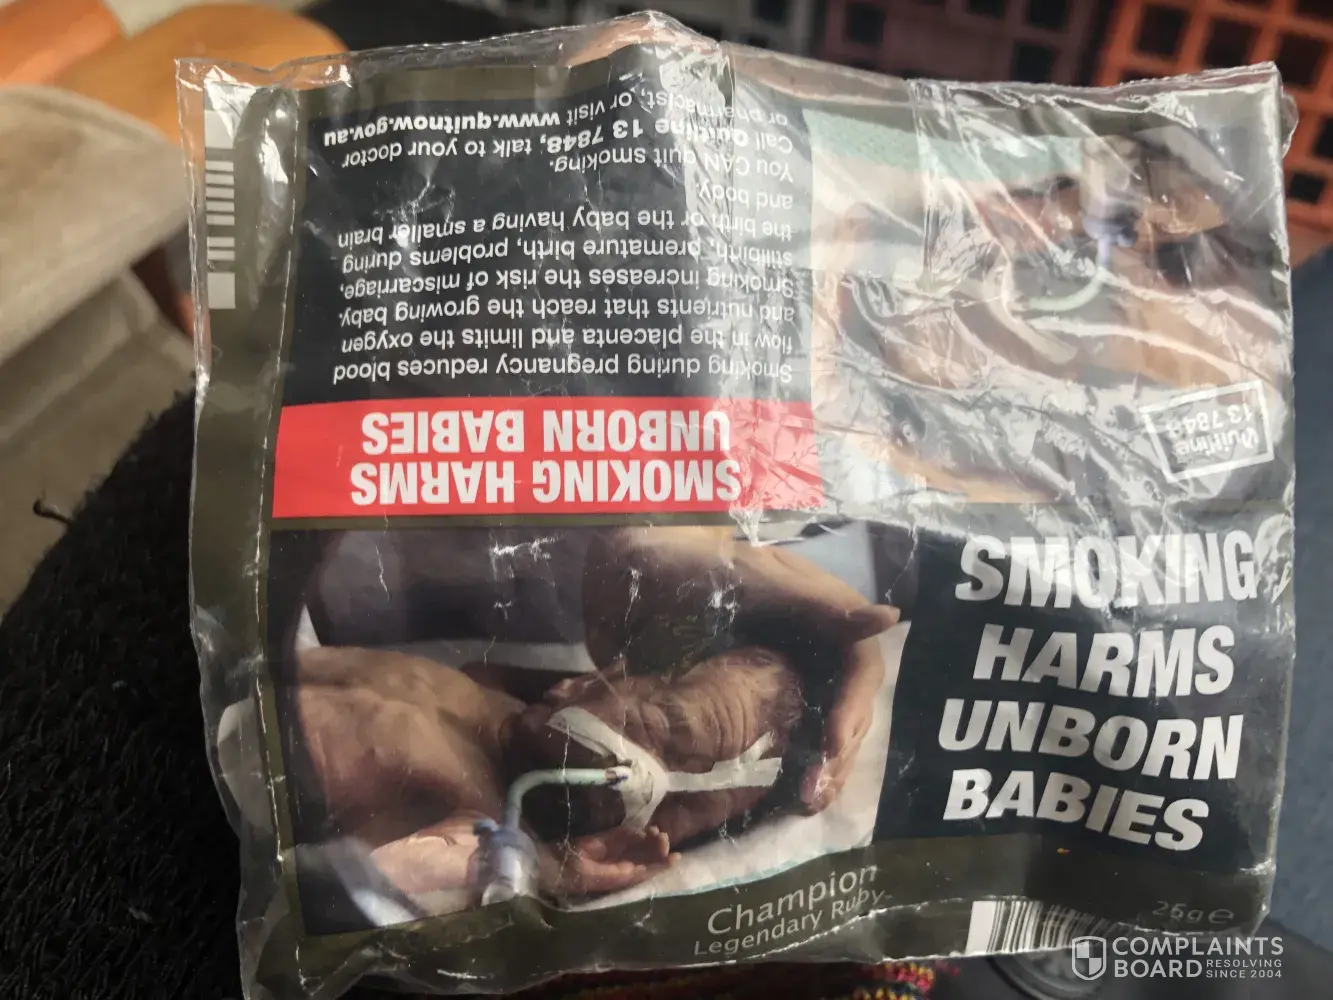 SMOKING HARMS
UNBORN BABIES
Smoking during pregnancy reduces blood
flow in the placenta and limits the oxygen
and nutrients that reach the growing baby.
Smoking increases the risk of miscarriage,
stillbirth, premature birth, problems during
the birth or the baby having a smaller brain
and body.
You CAN quit smoking.
Call Quitline 13 7848, talk to your doctor
or pharmacist, or visit www.quitnow.gov.au
Quitline
13 7848
SMOKING
HARMS
UNBORN
BABIES
Champion
Legendary Ruby
25g e
COMPLAINTS
BOARD RESOLVING
SINCE 2004